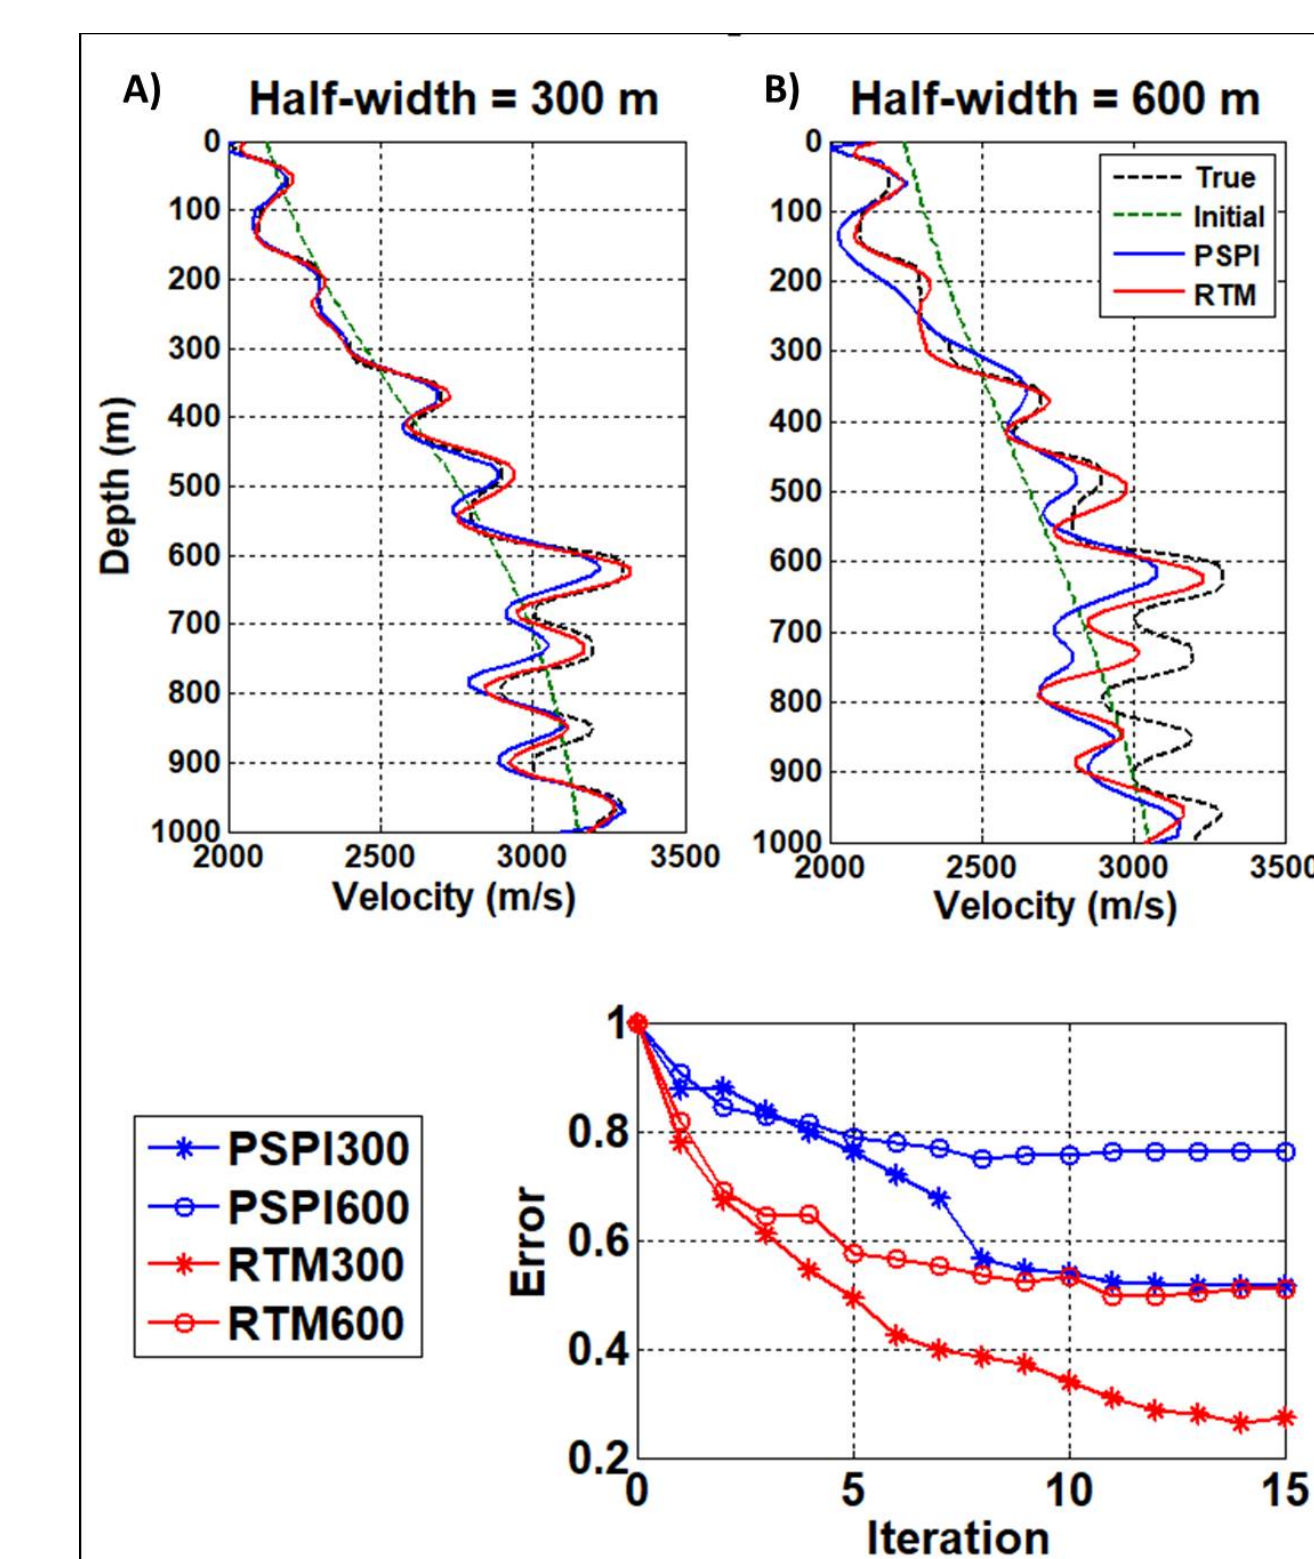 A)
Half-width = 300 m
0
100
200
300
400
500
600
700
800
900
1000
Depth (m)
2000 2500 3000 3500
Velocity (m/s)
B)
Half-width = 600 m
0
100
200
300
400
500
600
700
800
900
1000
True
Initial
PSPI
RTM
2000 2500 3000 3500
Velocity (m/s)
PSPI300
PSPI600
RTM300
RTM600
1
0.8
0.6
0.4
0.2
Error
0 5 10 15
Iteration